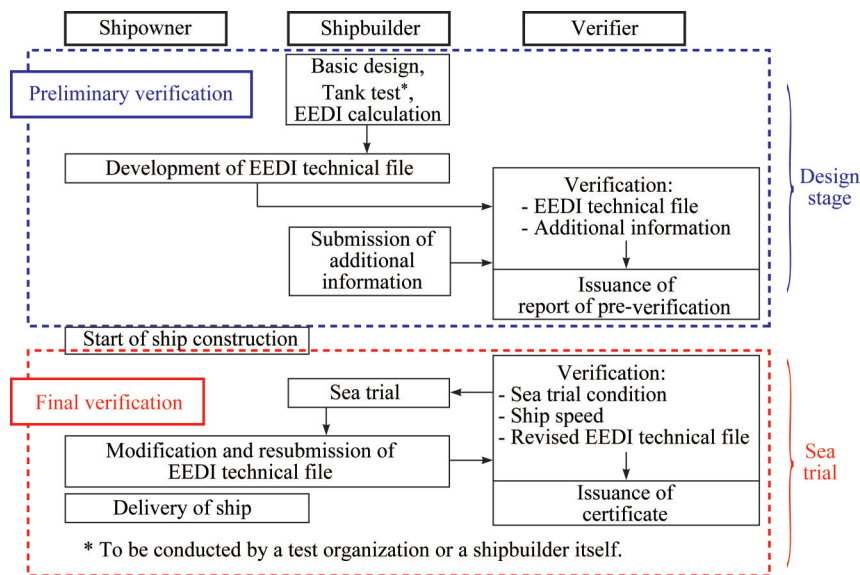 Shipowner
Shipbuilder
Verifier
Preliminary verification
Basic design,
Tank test*,
EEDI calculation
Development of EEDI technical file
Verification:
- EEDI technical file
- Additional information
Submission of
additional
information
Issuance of
report of pre-verification
Design
stage
Start of ship construction
Final verification
Sea trial
Verification:
- Sea trial condition
- Ship speed
- Revised EEDI technical file
Modification and resubmission of
EEDI technical file
Issuance of
certificate
Delivery of ship
Sea
trial
* To be conducted by a test organization or a shipbuilder itself.